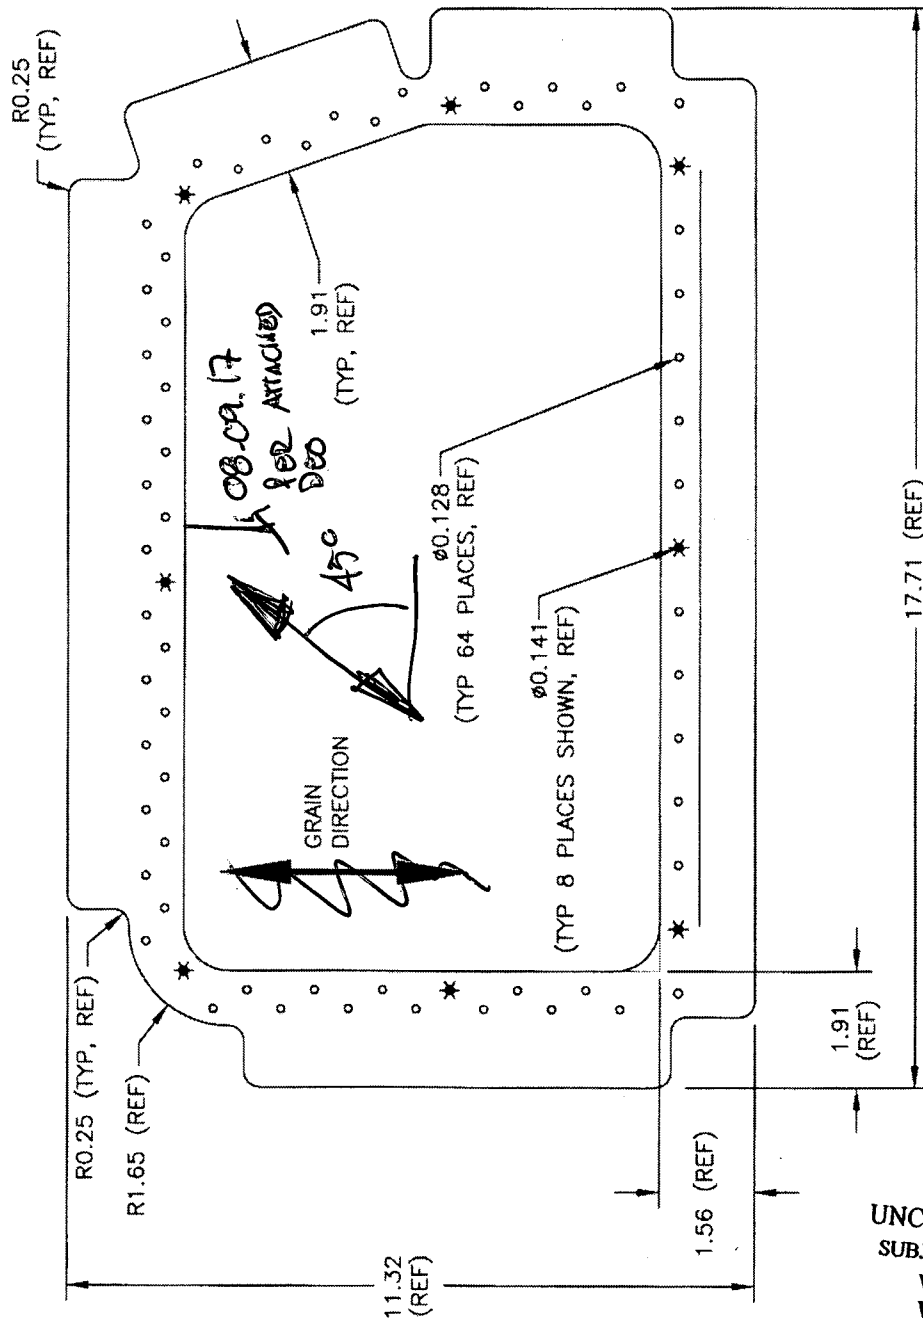 R0.25
(TYP, REF)
R0.25 (TYP, REF)
R1.65 (REF)
08.09.17
PER ATTACHED
DEO
45°
1.91
(TYP, REF)
GRAIN
DIRECTION
ø0.128
(TYP 64 PLACES, REF)
ø0.141
(TYP 8 PLACES SHOWN, REF)
11.32
(REF)
1.56 (REF)
1.91
(REF)
17.71 (REF)
UNC
SUB